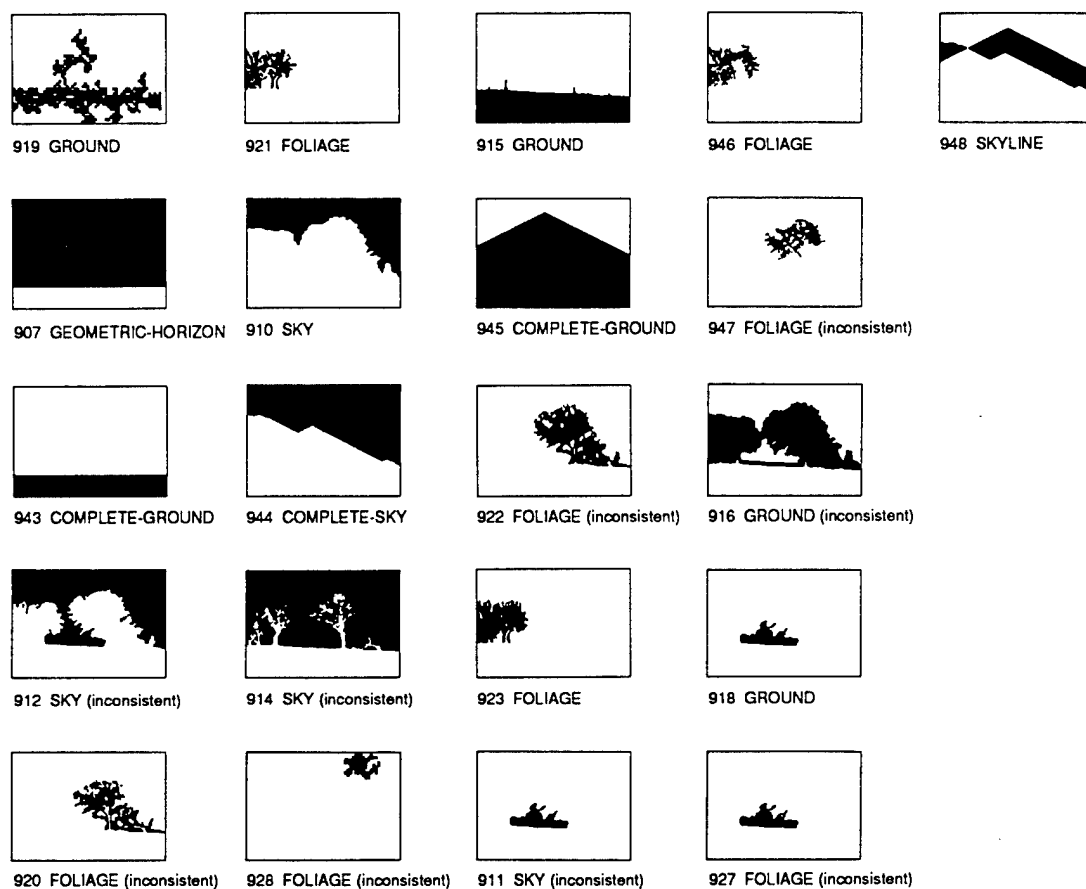 919 GROUND
921 FOLIAGE
915 GROUND
946 FOLIAGE
948 SKYLINE
907 GEOMETRIC-HORIZON
910 SKY
945 COMPLETE-GROUND
947 FOLIAGE (inconsistent)
943 COMPLETE-GROUND
944 COMPLETE-SKY
922 FOLIAGE (inconsistent)
916 GROUND (inconsistent)
912 SKY (inconsistent)
914 SKY (inconsistent)
923 FOLIAGE
918 GROUND
920 FOLIAGE (inconsistent)
928 FOLIAGE (inconsistent)
911 SKY (inconsistent)
927 FOLIAGE (inconsistent)